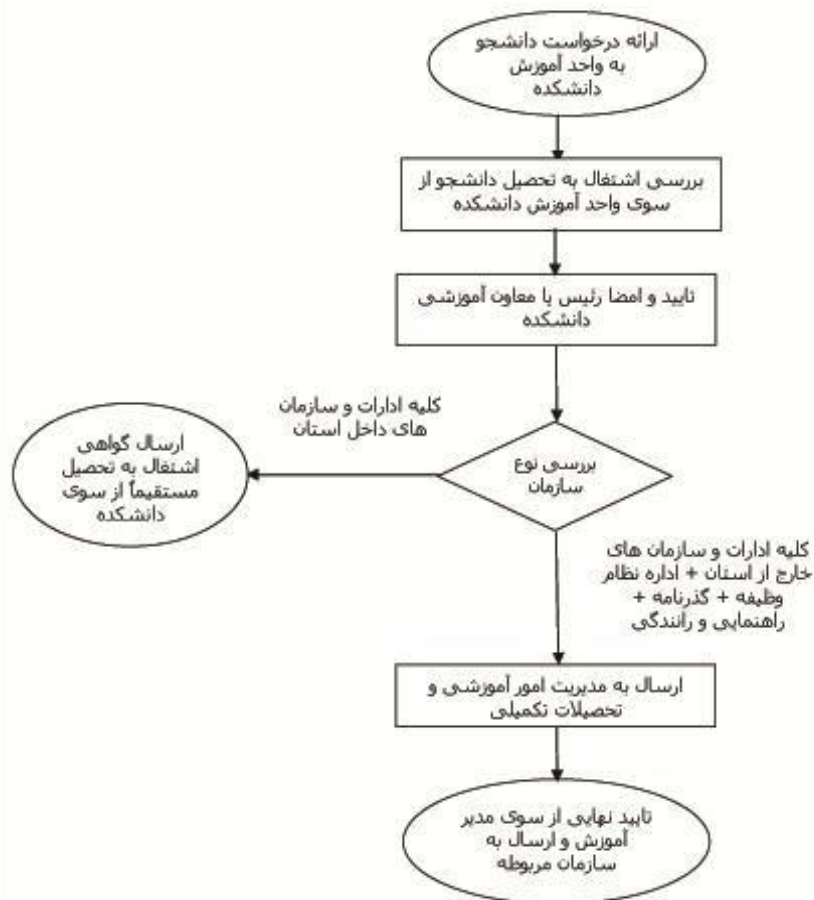 ارائه درخواست دانشجو
به واحد آموزش
دانشکده
بررسی اشتغال به تحصیل دانشجو از
سوی واحد آموزش دانشکده
تایید و امضا رئیس یا معاون آموزشی
دانشکده
بررسی نوع
سازمان
کلیه ادارات و سازمان
های داخل استان
ارسال گواهی
اشتغال به تحصیل
مستقیماً از سوی
دانشکده
کلیه ادارات و سازمان های
خارج از استان + اداره نظام
وظیفه + گذرنامه +
راهنمایی و رانندگی
ارسال به مدیریت امور آموزشی و
تحصیلات تکمیلی
تایید نهایی از سوی مدیر
آموزش و ارسال به
سازمان مربوطه